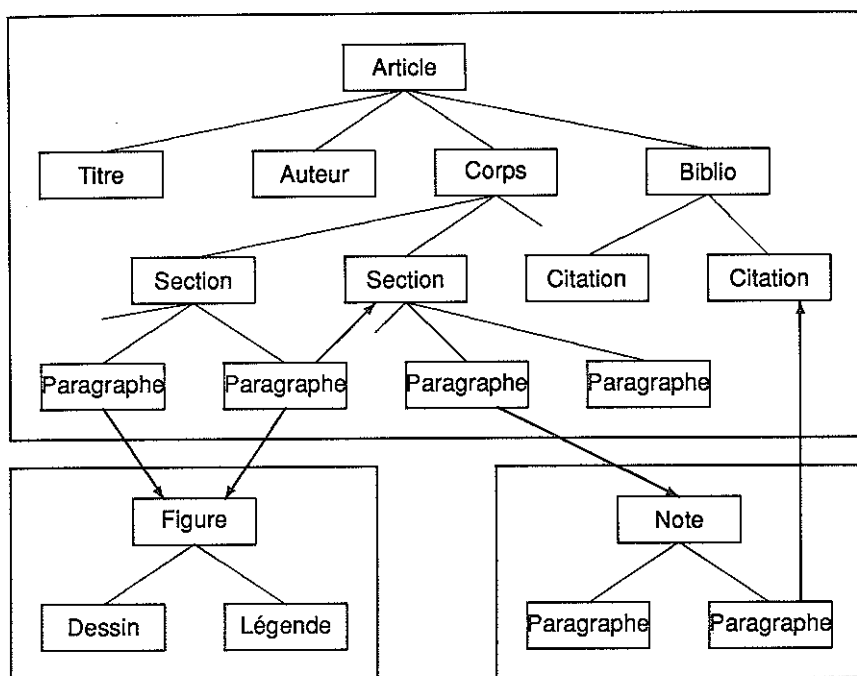 Article
Titre
Auteur
Corps
Biblio
Section
Section
Citation
Citation
Paragraphe
Paragraphe
Paragraphe
Paragraphe
Figure
Note
Dessin
Légende
Paragraphe
Paragraphe